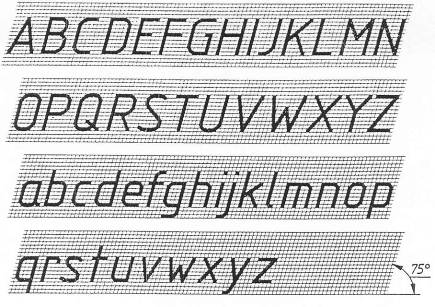 ABCDEFGHIJKLMN
OPQRSTUVWXYZ
abcdefghijklmnop
qrstuvwxyz
75°